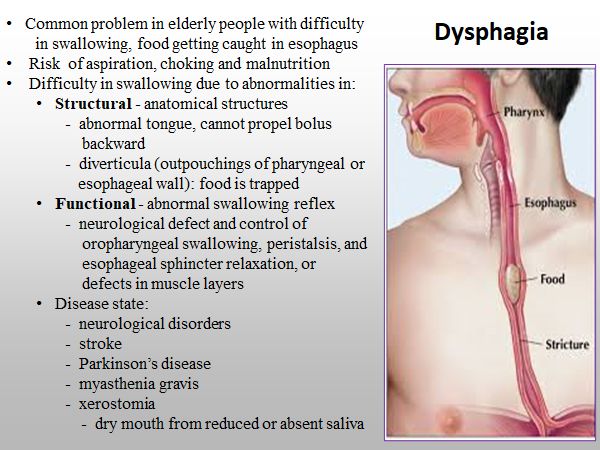 Dysphagia
• Common problem in elderly people with difficulty
in swallowing, food getting caught in esophagus
• Risk of aspiration, choking and malnutrition
• Difficulty in swallowing due to abnormalities in:
• Structural - anatomical structures
- abnormal tongue, cannot propel bolus
backward
- diverticula (outpouchings of pharyngeal or
esophageal wall): food is trapped
• Functional - abnormal swallowing reflex
- neurological defect and control of
oropharyngeal swallowing, peristalsis, and
esophageal sphincter relaxation, or
defects in muscle layers
• Disease state:
- neurological disorders
- stroke
- Parkinson's disease
- myasthenia gravis
- xerostomia
- dry mouth from reduced or absent saliva
Pharynx
Esophagus
Food
Stricture